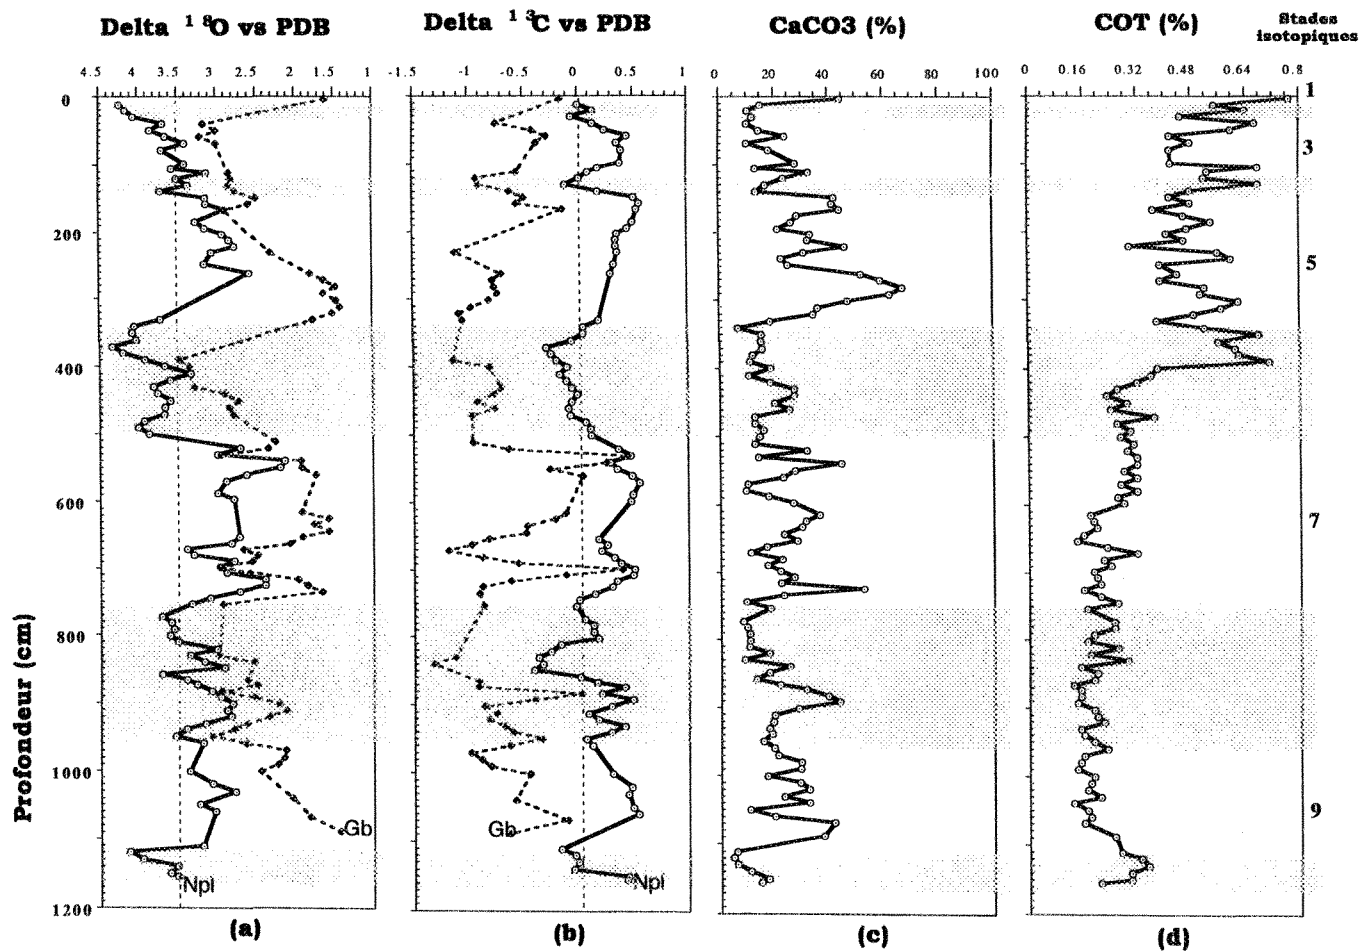 Delta ¹⁸O vs PDB
Delta ¹³C vs PDB
CaCO3 (%)
COT (%)
Stades isotopiques
4.5 4 3.5 3 2.5 2 1.5 1
-1.5 -1 -0.5 0 0.5 1
0 20 40 60 80 100
0 0.16 0.32 0.48 0.64 0.8
Profondeur (cm)
0
200
400
600
800
1000
1200
1
3
5
7
9
Gb
Npl
Gb
Npl
(a)
(b)
(c)
(d)